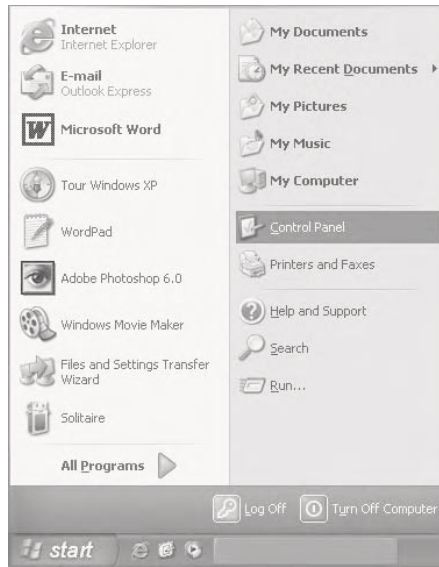 Internet
Internet Explorer
E-mail
Outlook Express
Microsoft Word
Tour Windows XP
WordPad
Adobe Photoshop 6.0
Windows Movie Maker
Files and Settings Transfer
Wizard
Solitaire
All Programs
My Documents
My Recent Documents
My Pictures
My Music
My Computer
Control Panel
Printers and Faxes
Help and Support
Search
Run...
Log Off
Turn Off Computer
start